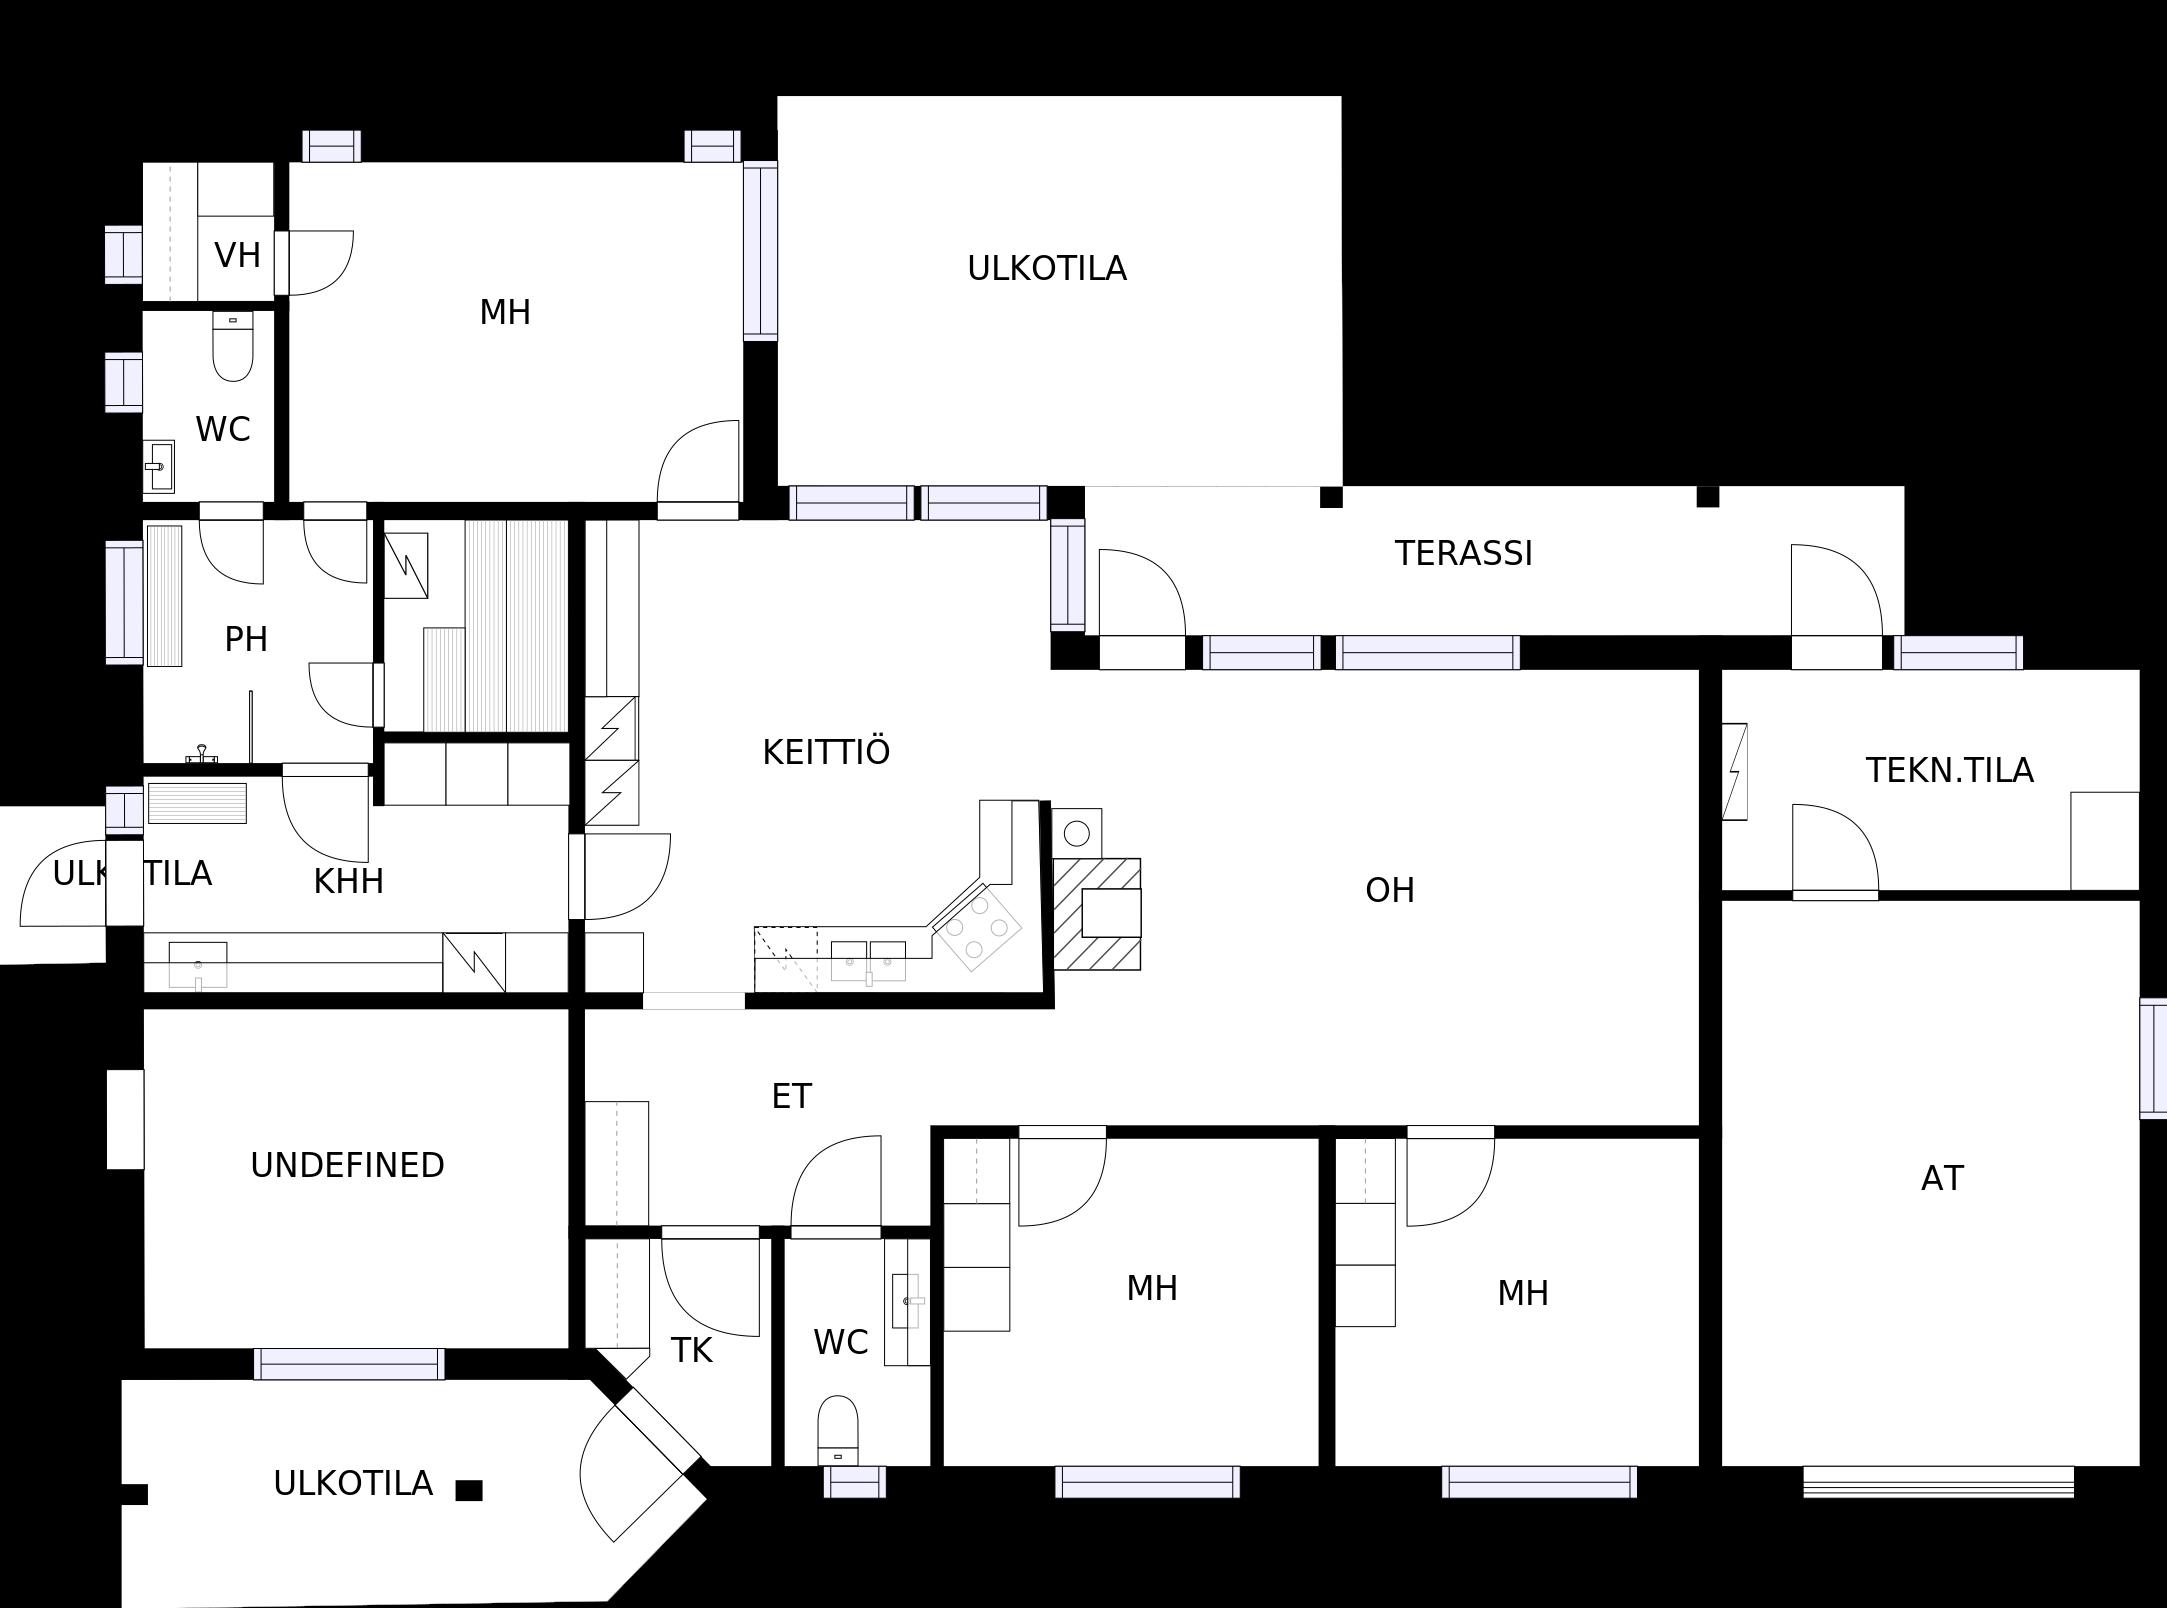 VH
MH
ULKOTILA
WC
TERASSI
PH
KEITTIÖ
TEKN.TILA
ULK TILA
KHH
OH
ET
UNDEFINED
AT
MH
MH
TK
WC
ULKOTILA